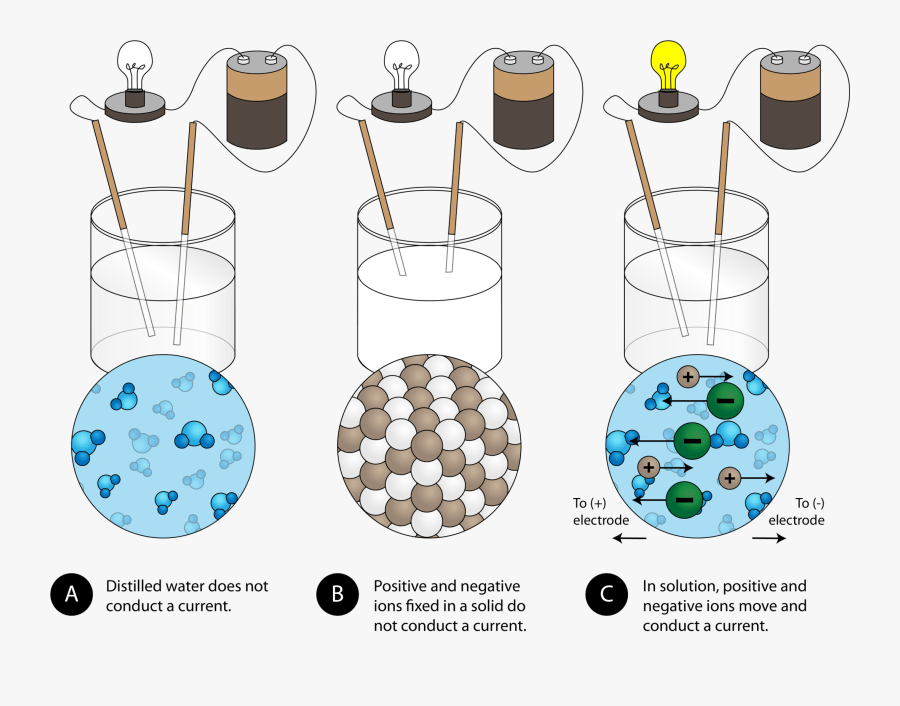 +
−
−
+
+
−
To (+)
electrode
To (-)
electrode
A
Distilled water does not
conduct a current.
B
Positive and negative
ions fixed in a solid do
not conduct a current.
C
In solution, positive and
negative ions move and
conduct a current.